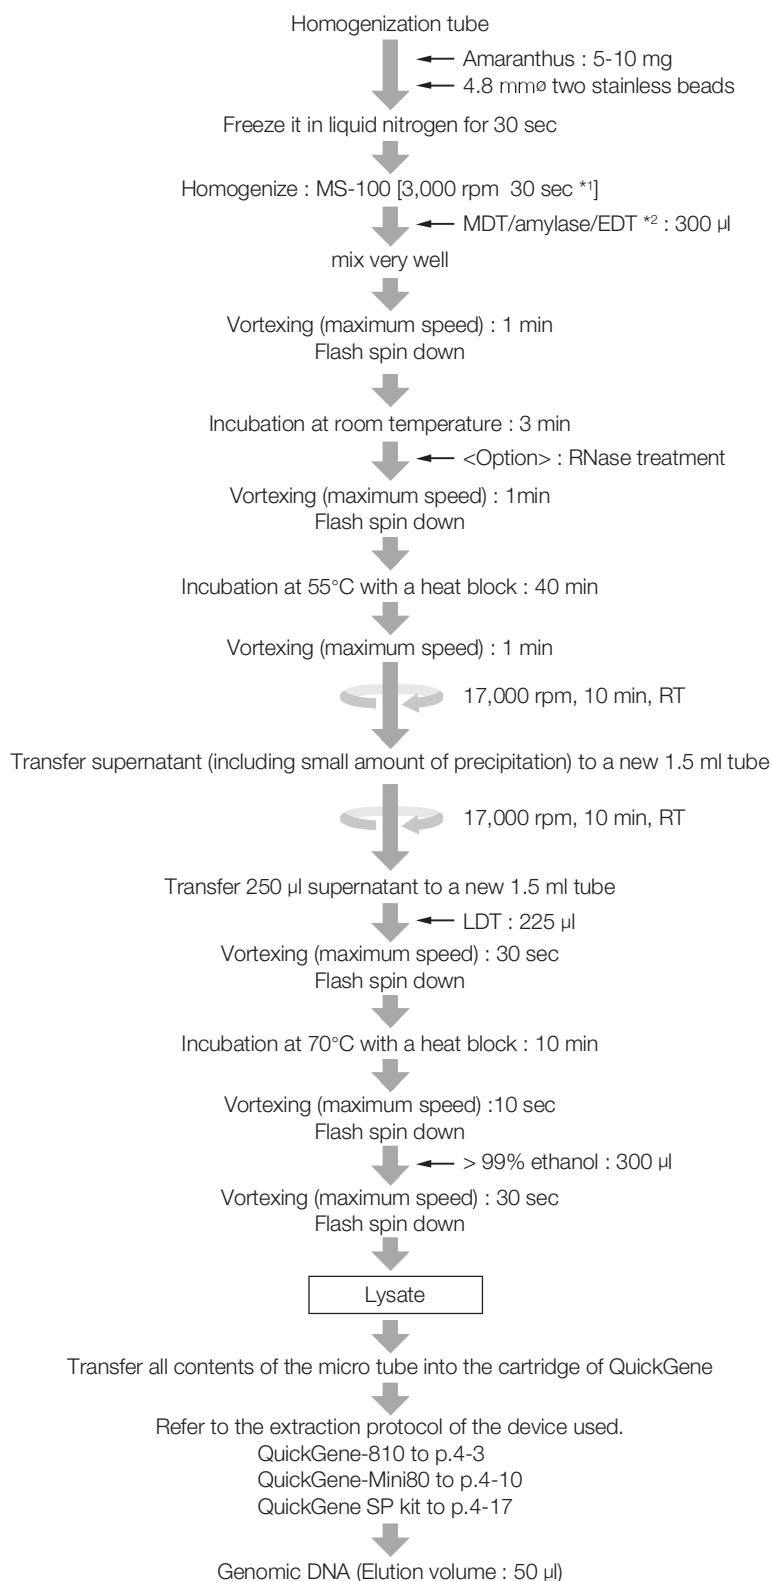 Homogenization tube
Amaranthus : 5-10 mg
4.8 mmø two stainless beads
Freeze it in liquid nitrogen for 30 sec
Homogenize : MS-100 [3,000 rpm  30 sec *1]
MDT/amylase/EDT *2 : 300 µl
mix very well
Vortexing (maximum speed) : 1 min
Flash spin down
Incubation at room temperature : 3 min
<Option> : RNase treatment
Vortexing (maximum speed) : 1min
Flash spin down
Incubation at 55°C with a heat block : 40 min
Vortexing (maximum speed) : 1 min
17,000 rpm, 10 min, RT
Transfer supernatant (including small amount of precipitation) to a new 1.5 ml tube
17,000 rpm, 10 min, RT
Transfer 250 µl supernatant to a new 1.5 ml tube
LDT : 225 µl
Vortexing (maximum speed) : 30 sec
Flash spin down
Incubation at 70°C with a heat block : 10 min
Vortexing (maximum speed) :10 sec
Flash spin down
> 99% ethanol : 300 µl
Vortexing (maximum speed) : 30 sec
Flash spin down
Lysate
Transfer all contents of the micro tube into the cartridge of QuickGene
Refer to the extraction protocol of the device used.
QuickGene-810 to p.4-3
QuickGene-Mini80 to p.4-10
QuickGene SP kit to p.4-17
Genomic DNA (Elution volume : 50 µl)